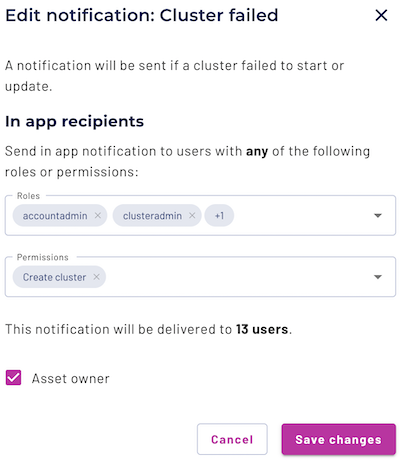 Edit notification: Cluster failed
A notification will be sent if a cluster failed to start or
update.
In app recipients
Send in app notification to users with any of the following
roles or permissions:
Roles
accountadmin clusteradmin +1
Permissions
Create cluster
This notification will be delivered to 13 users.
Asset owner
Cancel Save changes